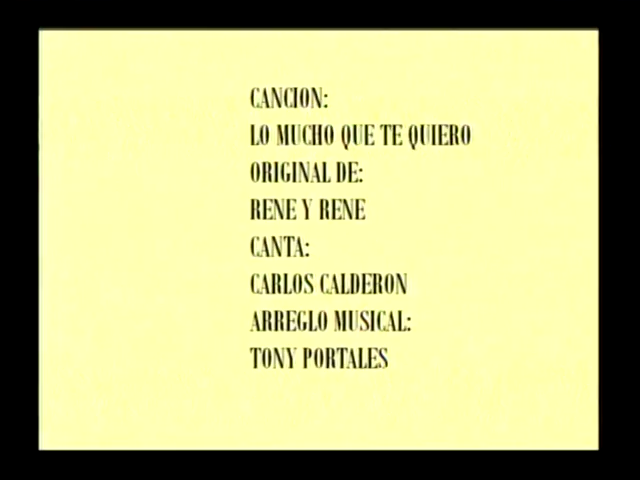 CANCION:
LO MUCHO QUE TE QUIERO
ORIGINAL DE:
RENE Y RENE
CANTA:
CARLOS CALDERON
ARREGLO MUSICAL:
TONY PORTALES